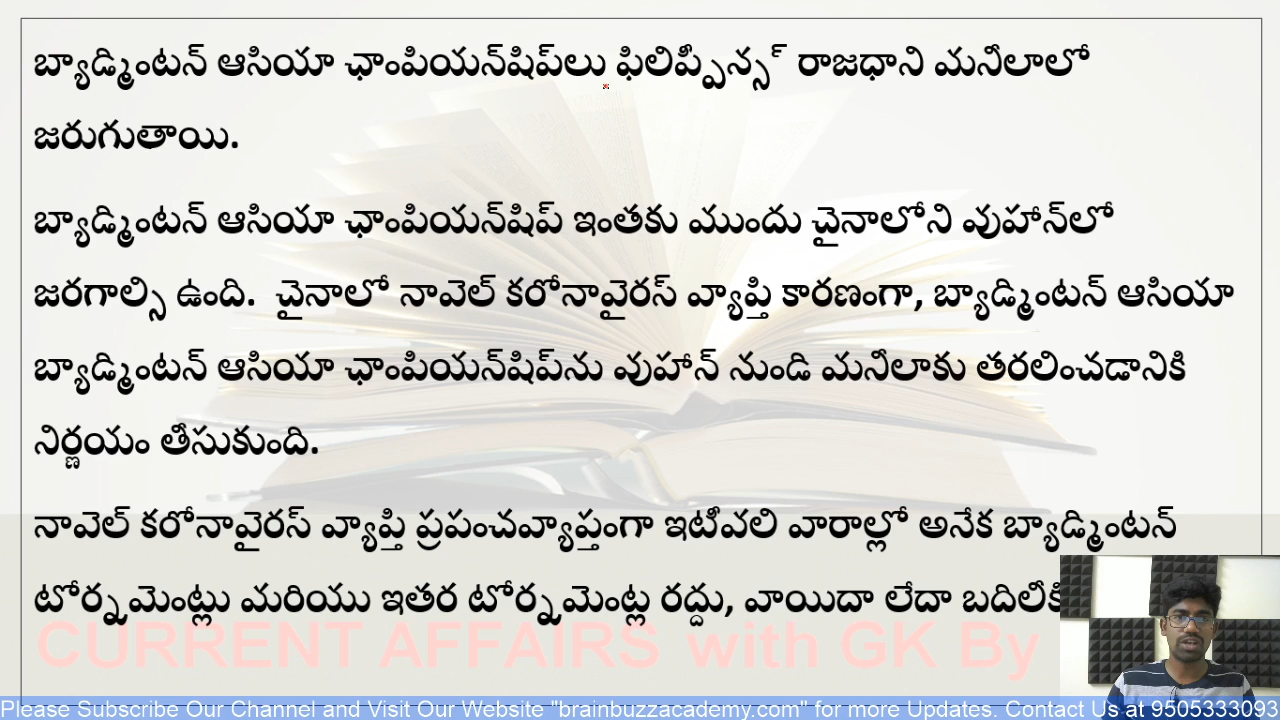 బ్యాడ్మింటన్ ఆసియా ఛాంపియన్‌షిప్‌లు ఫిలిప్పీన్స్ రాజధాని మనీలాలో
జరుగుతాయి.
బ్యాడ్మింటన్ ఆసియా ఛాంపియన్‌షిప్ ఇంతకు ముందు చైనాలోని వుహాన్‌లో
జరగాల్సి ఉంది. చైనాలో నావెల్ కరోనావైరస్ వ్యాప్తి కారణంగా, బ్యాడ్మింటన్ ఆసియా
బ్యాడ్మింటన్ ఆసియా ఛాంపియన్‌షిప్‌ను వుహాన్ నుండి మనీలాకు తరలించడానికి
నిర్ణయం తీసుకుంది.
నావెల్ కరోనావైరస్ వ్యాప్తి ప్రపంచవ్యాప్తంగా ఇటీవలి వారాల్లో అనేక బ్యాడ్మింటన్
టోర్నమెంట్లు మరియు ఇతర టోర్నమెంట్ల రద్దు, వాయిదా లేదా
CURRENT AFFAIRS with GK By
Please Subscribe Our Channel and Visit Our Website "brainbuzzacademy.com" for more Updates. Contact Us at 9505333093